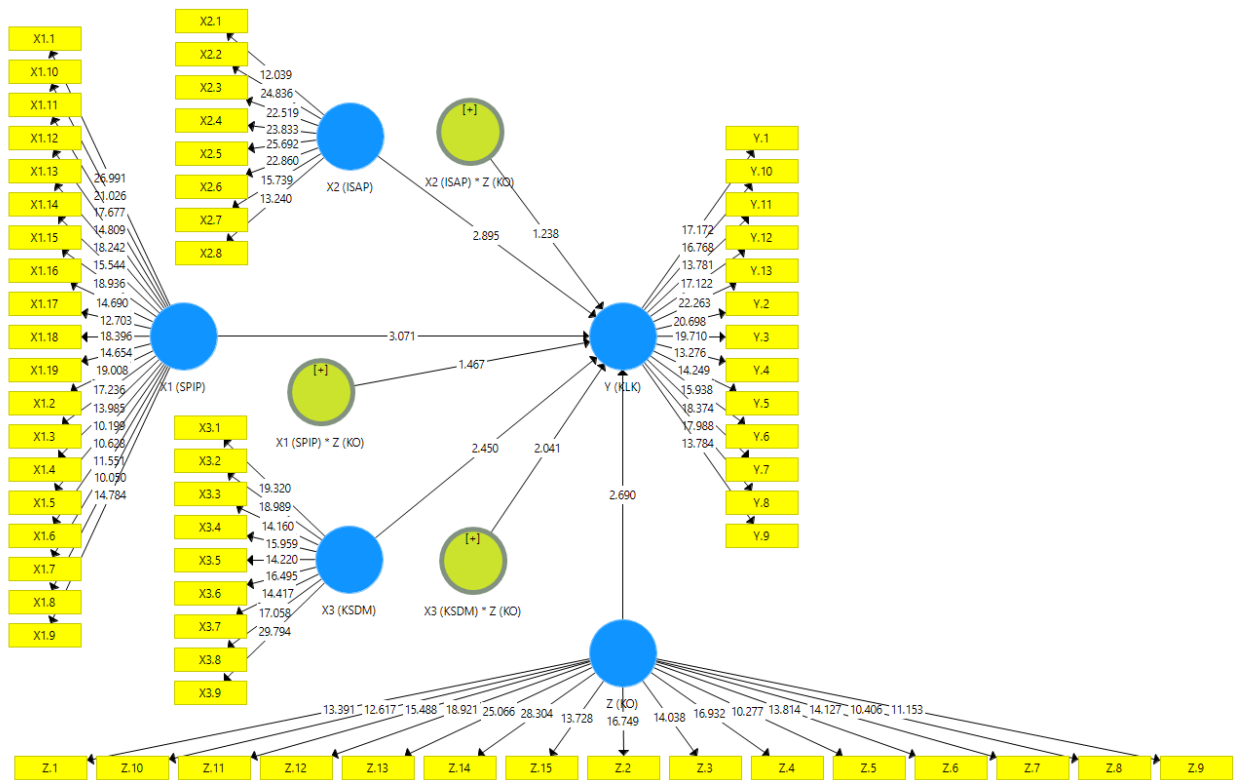 X1.1
X1.10
X1.11
X1.12
X1.13
X1.14
X1.15
X1.16
X1.17
X1.18
X1.19
X1.2
X1.3
X1.4
X1.5
X1.6
X1.7
X1.8
X1.9
26.991
21.026
17.677
14.809
18.242
15.544
18.936
14.690
12.703
18.396
14.654
19.008
17.236
13.985
10.199
10.628
11.551
10.050
14.784
X1 (SPIP)
X2.1
X2.2
X2.3
X2.4
X2.5
X2.6
X2.7
X2.8
12.039
24.836
22.519
23.833
25.692
22.860
15.739
13.240
X2 (ISAP)
[+]
X2 (ISAP) * Z (KO)
2.895
1.238
3.071
[+]
X1 (SPIP) * Z (KO)
1.467
X3.1
X3.2
X3.3
X3.4
X3.5
X3.6
X3.7
X3.8
X3.9
19.320
18.989
14.160
15.959
14.220
16.495
14.417
17.058
29.794
X3 (KSDM)
2.450
2.041
[+]
X3 (KSDM) * Z (KO)
2.690
Y (KLK)
17.172
16.768
13.781
17.122
22.263
20.698
19.710
13.276
14.249
15.938
18.374
17.988
13.784
Y.1
Y.10
Y.11
Y.12
Y.13
Y.2
Y.3
Y.4
Y.5
Y.6
Y.7
Y.8
Y.9
Z (KO)
13.391 12.617 15.488 18.921 25.066 28.304 13.728 16.749 14.038 16.932 10.277 13.814 14.127 10.406 11.153
Z.1 Z.10 Z.11 Z.12 Z.13 Z.14 Z.15 Z.2 Z.3 Z.4 Z.5 Z.6 Z.7 Z.8 Z.9